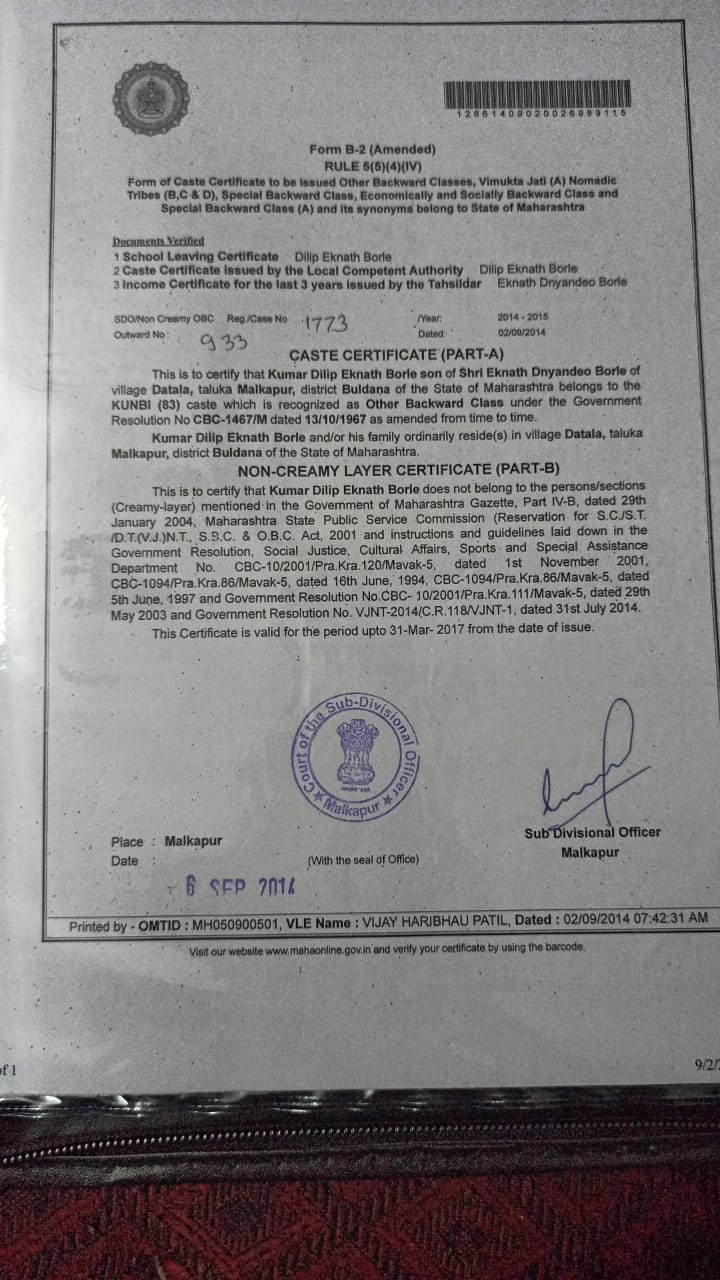 12861409020026989115
Form B-2 (Amended)
RULE 5(5)(4)(IV)
Form of Caste Certificate to be issued Other Backward Classes, Vimukta Jati (A) Nomadic
Tribes (B,C & D), Special Backward Class, Economically and Socially Backward Class and
Special Backward Class (A) and its synonyms belong to State of Maharashtra
Documents Verified
1 School Leaving Certificate Dilip Eknath Borle
2 Caste Certificate issued by the Local Competent Authority Dilip Eknath Borle
3 Income Certificate for the last 3 years issued by the Tahsildar Eknath Dnyandeo Borle
SDO/Non Creamy OBC Reg./Case No 1773 /Year: 2014 - 2015
Outward No : 933 Dated: 02/09/2014
CASTE CERTIFICATE (PART-A)
This is to certify that Kumar Dilip Eknath Borle son of Shri Eknath Dnyandeo Borle of
village Datala, taluka Malkapur, district Buldana of the State of Maharashtra belongs to the
KUNBI (83) caste which is recognized as Other Backward Class under the Government
Resolution No CBC-1467/M dated 13/10/1967 as amended from time to time.
Kumar Dilip Eknath Borle and/or his family ordinarily reside(s) in village Datala, taluka
Malkapur, district Buldana of the State of Maharashtra.
NON-CREAMY LAYER CERTIFICATE (PART-B)
This is to certify that Kumar Dilip Eknath Borle does not belong to the persons/sections
(Creamy-layer) mentioned in the Government of Maharashtra Gazette, Part IV-B, dated 29th
January 2004, Maharashtra State Public Service Commission (Reservation for S.C./S.T.
/D.T.(V.J.)N.T., S.B.C. & O.B.C. Act, 2001 and instructions and guidelines laid down in the
Government Resolution, Social Justice, Cultural Affairs, Sports and Special Assistance
Department No. CBC-10/2001/Pra.Kra.120/Mavak-5, dated 1st November 2001,
CBC-1094/Pra.Kra.86/Mavak-5, dated 16th June, 1994, CBC-1094/Pra.Kra.86/Mavak-5, dated
5th June, 1997 and Government Resolution No.CBC- 10/2001/Pra.Kra.111/Mavak-5, dated 29th
May 2003 and Government Resolution No. VJNT-2014/C.R.118/VJNT-1, dated 31st July 2014.
This Certificate is valid for the period upto 31-Mar- 2017 from the date of issue.
Court of the Sub-Divisional Officer
★ Malkapur ★
Sub Divisional Officer
Malkapur
Place : Malkapur
Date :
(With the seal of Office)
6 SEP 2014
Printed by - OMTID : MH050900501, VLE Name : VIJAY HARIBHAU PATIL, Dated : 02/09/2014 07:42:31 AM
Visit our website www.mahaonline.gov.in and verify your certificate by using the barcode.
of 1
9/2/